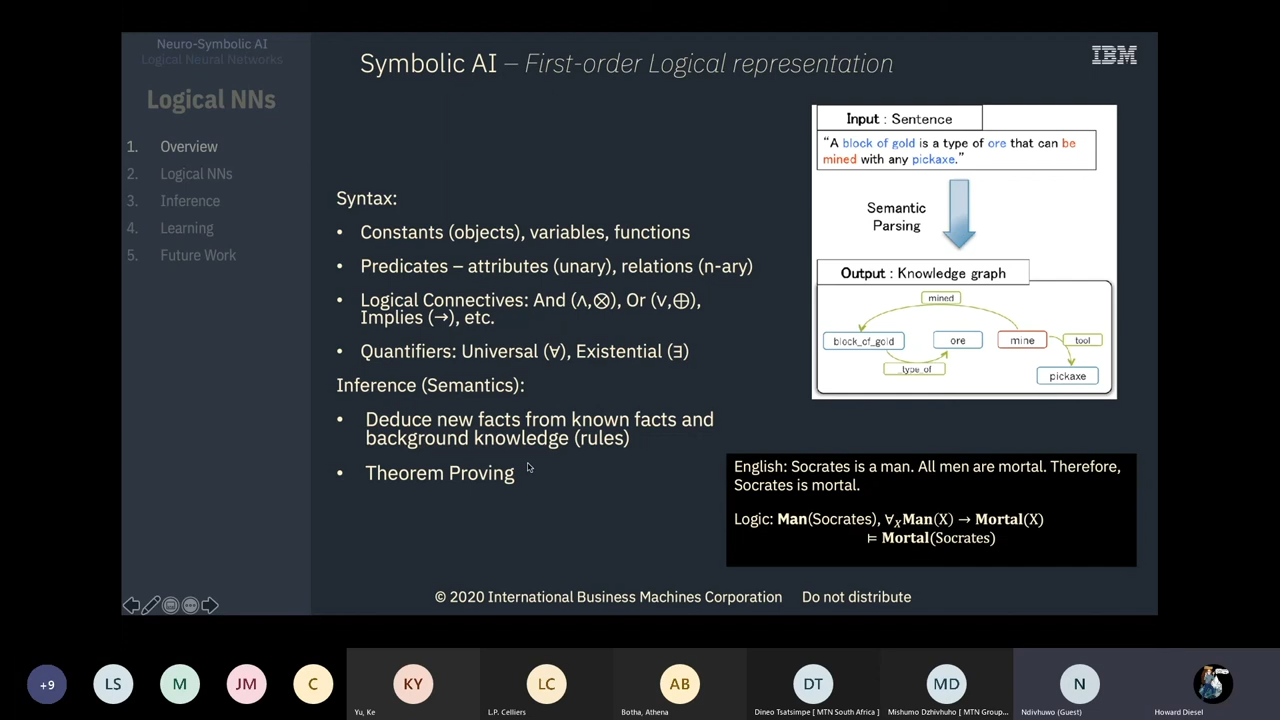 Neuro-Symbolic AI
Logical Neural Networks
Logical NNs
1. Overview
2. Logical NNs
3. Inference
4. Learning
5. Future Work
Symbolic AI – First-order Logical representation
IBM
Syntax:
• Constants (objects), variables, functions
• Predicates – attributes (unary), relations (n-ary)
• Logical Connectives: And (∧,⊗), Or (∨,⊕),
Implies (→), etc.
• Quantifiers: Universal (∀), Existential (∃)
Inference (Semantics):
• Deduce new facts from known facts and
background knowledge (rules)
• Theorem Proving
Input : Sentence
“A block of gold is a type of ore that can be
mined with any pickaxe.”
Semantic
Parsing
Output : Knowledge graph
mined
block_of_gold
ore
mine
tool
_type_of
pickaxe
English: Socrates is a man. All men are mortal. Therefore,
Socrates is mortal.
Logic: Man(Socrates), ∀X Man(X) → Mortal(X)
⊨ Mortal(Socrates)
© 2020 International Business Machines Corporation Do not distribute
+9
LS
M
JM
C
KY
LC
AB
DT
MD
N
Yu, Ke
L.P. Celliers
Botha, Athena
Dineo Tsatsimpe [ MTN South Africa ]
Mishumo Dzhivhuho [ MTN Group...
Ndivhuwo (Guest)
Howard Diesel